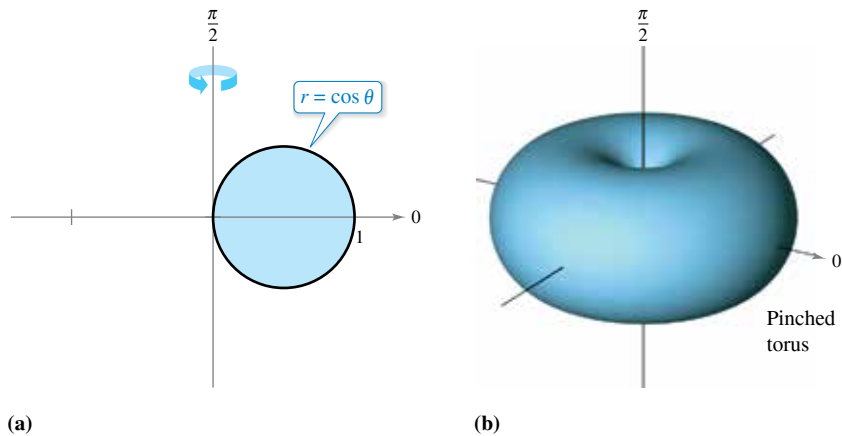 π/2
r = cos θ
0
1
(a)
π/2
0
Pinched
torus
(b)